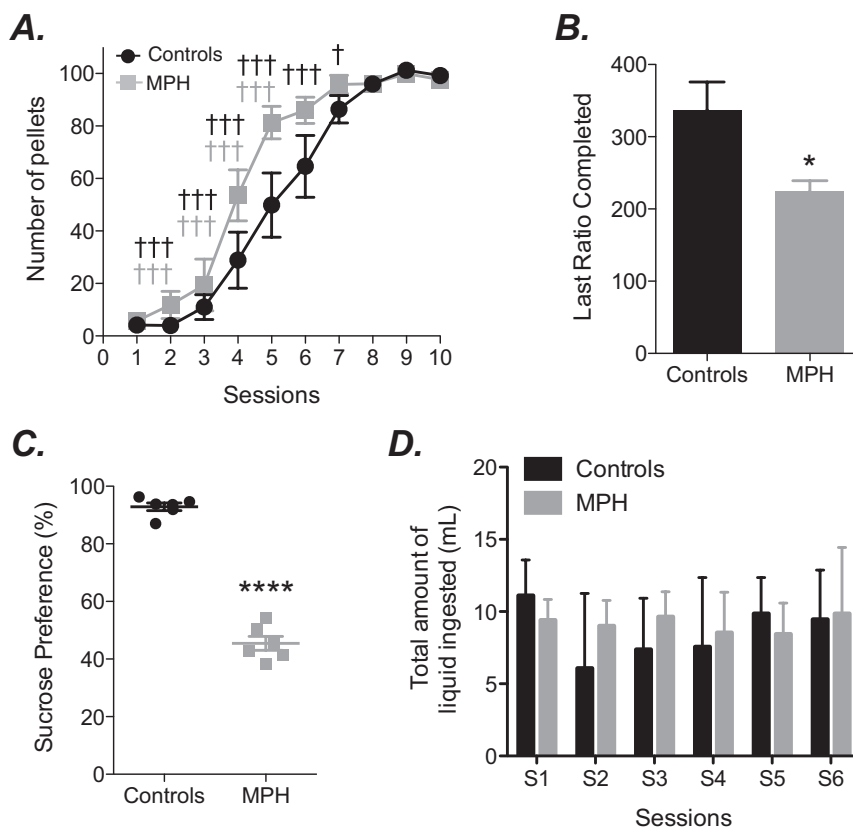 A.
Controls
MPH
†††
†††
†††
†††
†††
†††
†††
†††
†††
†
Number of pellets
100
80
60
40
20
0
0 1 2 3 4 5 6 7 8 9 10
Sessions
B.
Last Ratio Completed
400
300
200
100
0
*
Controls MPH
C.
Sucrose Preference (%)
100
80
60
40
20
0
****
Controls MPH
D.
Controls
MPH
Total amount of
liquid ingested (mL)
20
15
10
5
0
S1 S2 S3 S4 S5 S6
Sessions